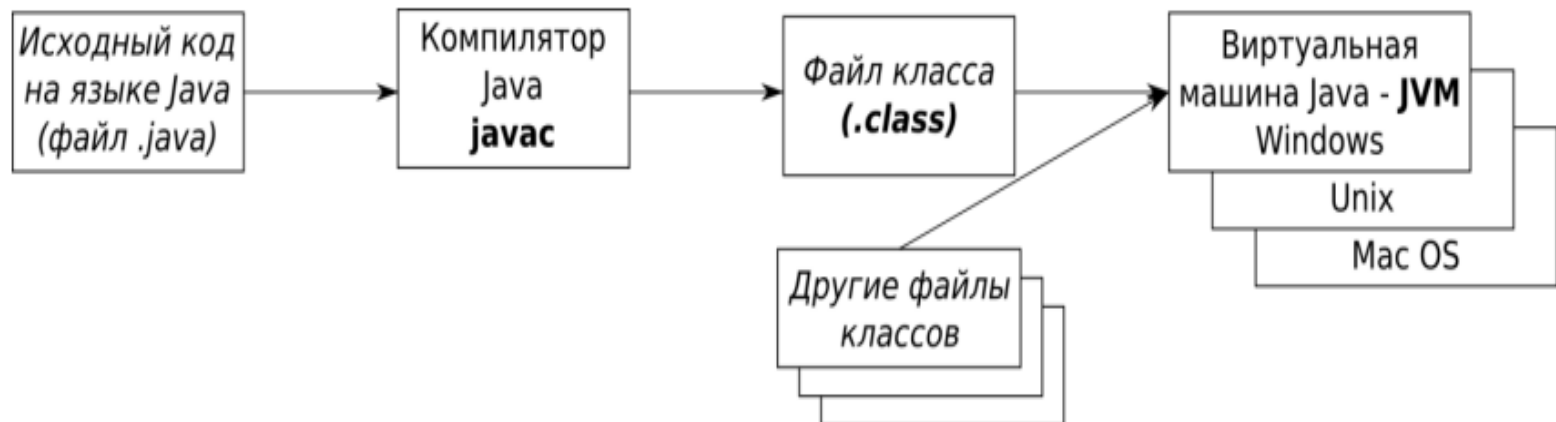 Исходный код
на языке Java
(файл .java)
Компилятор
Java
javac
Файл класса
(.class)
Виртуальная
машина Java - JVM
Windows
Unix
Mac OS
Другие файлы
классов